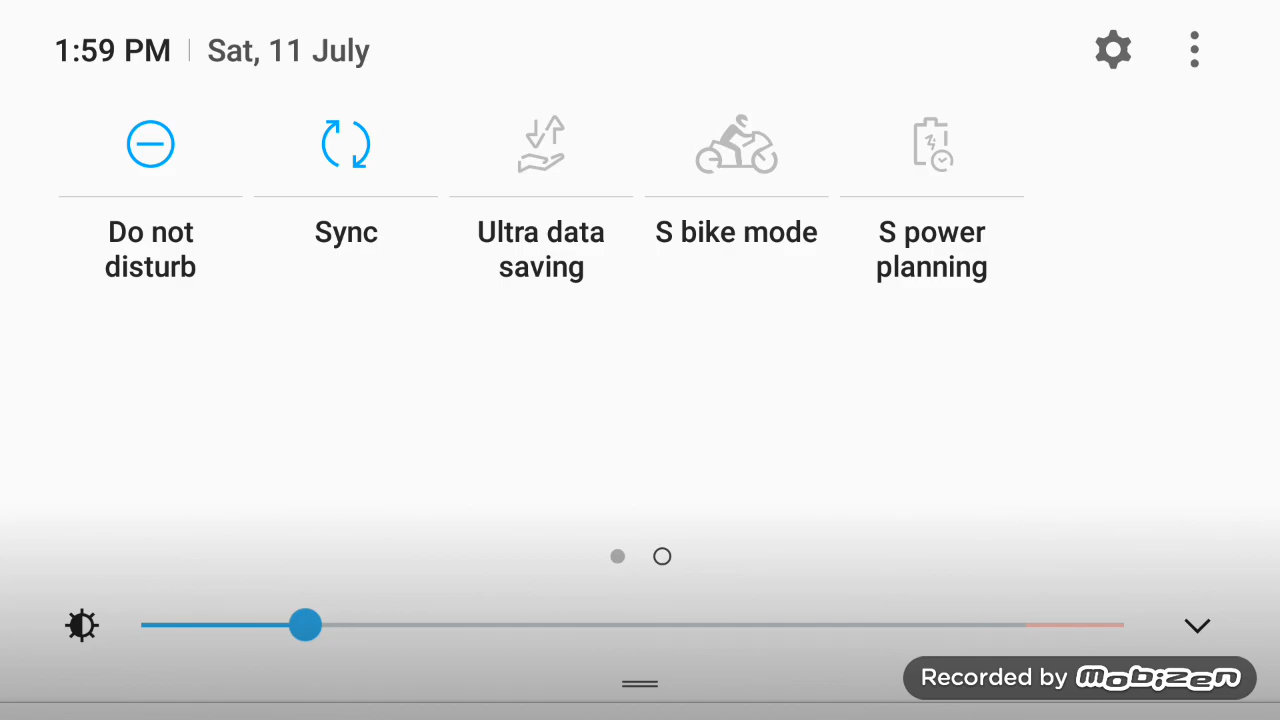 1:59 PM | Sat, 11 July
Do not disturb
Sync
Ultra data saving
S bike mode
S power planning
Recorded by mobizen